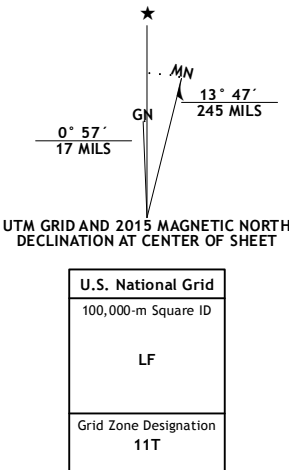 ★
MN
GN
0° 57´
17 MILS
13° 47´
245 MILS
UTM GRID AND 2015 MAGNETIC NORTH
DECLINATION AT CENTER OF SHEET
U.S. National Grid
100,000-m Square ID
LF
Grid Zone Designation
11T